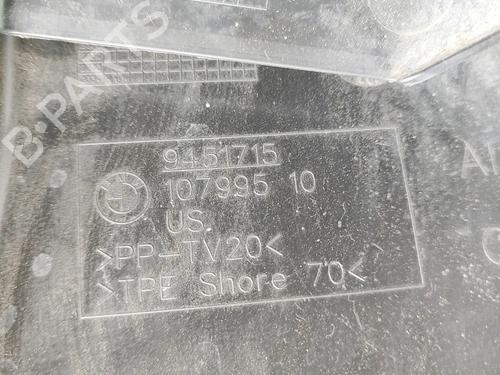 B-PARTS
9451715
107995 10
US.
>PP-TV20<
>TPE Shore 70<